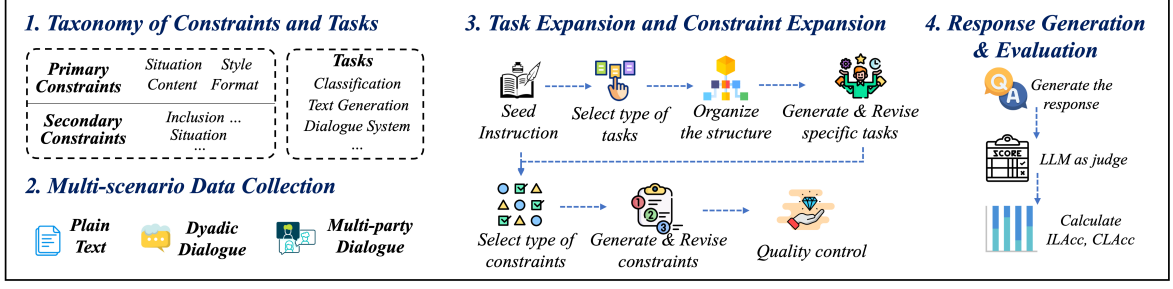 1. Taxonomy of Constraints and Tasks
Primary
Constraints
Situation Style
Content Format
Secondary
Constraints
Inclusion ...
Situation
...
Tasks
Classification
Text Generation
Dialogue System
...
2. Multi-scenario Data Collection
Plain
Text
Dyadic
Dialogue
Multi-party
Dialogue
3. Task Expansion and Constraint Expansion
Seed
Instruction
Select type of
tasks
Organize
the structure
Generate & Revise
specific tasks
Select type of
constraints
1
2
3
Generate & Revise
constraints
Quality control
4. Response Generation
& Evaluation
Q
A
Generate the
response
SCORE
LLM as judge
Calculate
ILAcc, CLAcc